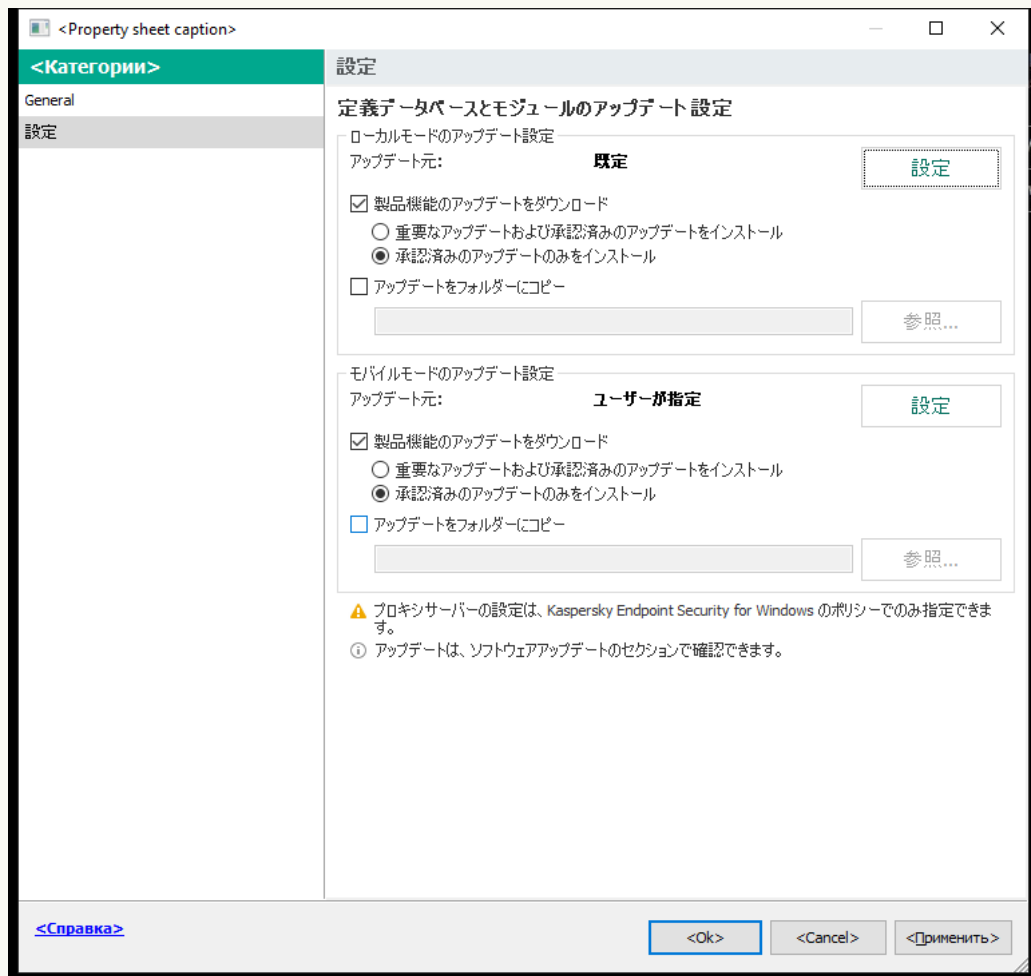 <Property sheet caption>
<Категории>
General
設定
設定
定義データベースとモジュールのアップデート設定
ローカルモードのアップデート設定
アップデート元: 既定 設定
製品機能のアップデートをダウンロード
重要なアップデートおよび承認済みのアップデートをインストール
承認済みのアップデートのみをインストール
アップデートをフォルダーにコピー
参照...
モバイルモードのアップデート設定
アップデート元: ユーザーが指定 設定
製品機能のアップデートをダウンロード
重要なアップデートおよび承認済みのアップデートをインストール
承認済みのアップデートのみをインストール
アップデートをフォルダーにコピー
参照...
プロキシサーバーの設定は、Kaspersky Endpoint Security for Windows のポリシーでのみ指定できま
す。
アップデートは、ソフトウェアアップデートのセクションで確認できます。
<Справка>
<Ok> <Cancel> <Применить>